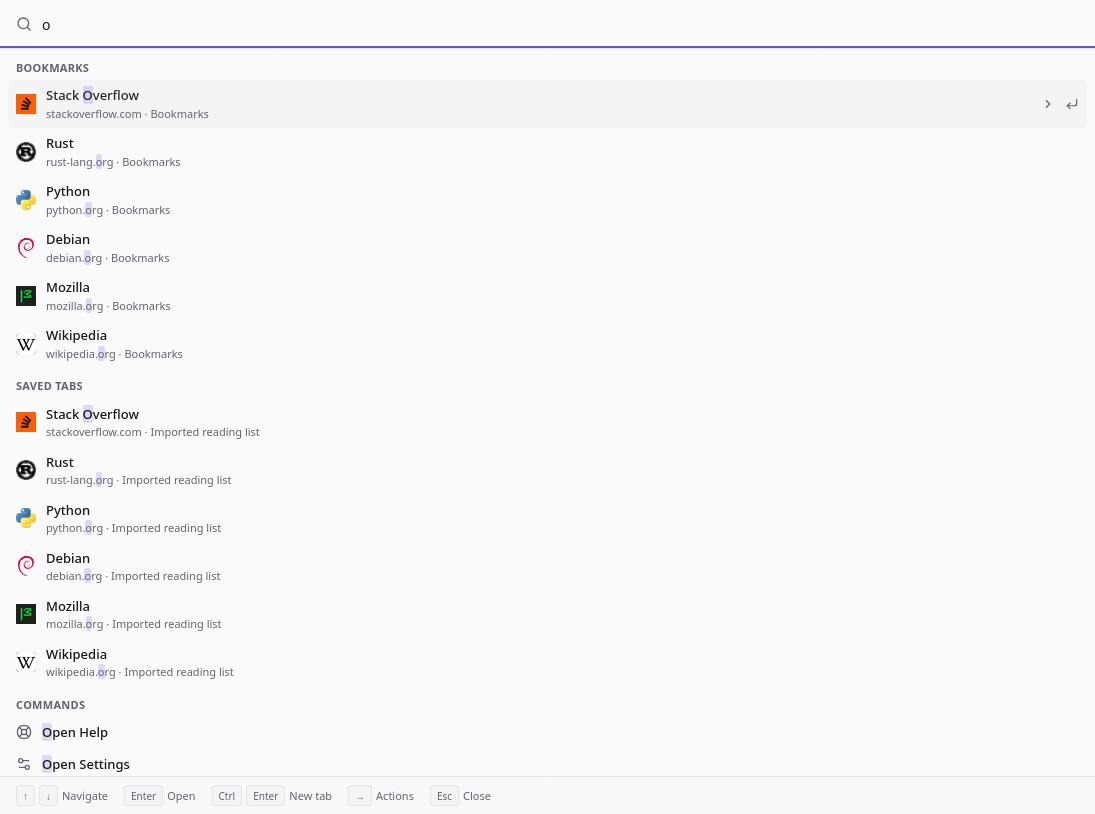 o
BOOKMARKS
Stack Overflow
stackoverflow.com · Bookmarks
Rust
rust-lang.org · Bookmarks
Python
python.org · Bookmarks
Debian
debian.org · Bookmarks
Mozilla
mozilla.org · Bookmarks
W Wikipedia
wikipedia.org · Bookmarks
SAVED TABS
Stack Overflow
stackoverflow.com · Imported reading list
Rust
rust-lang.org · Imported reading list
Python
python.org · Imported reading list
Debian
debian.org · Imported reading list
Mozilla
mozilla.org · Imported reading list
W Wikipedia
wikipedia.org · Imported reading list
COMMANDS
Open Help
Open Settings
↑ ↓ Navigate Enter Open Ctrl Enter New tab → Actions Esc Close